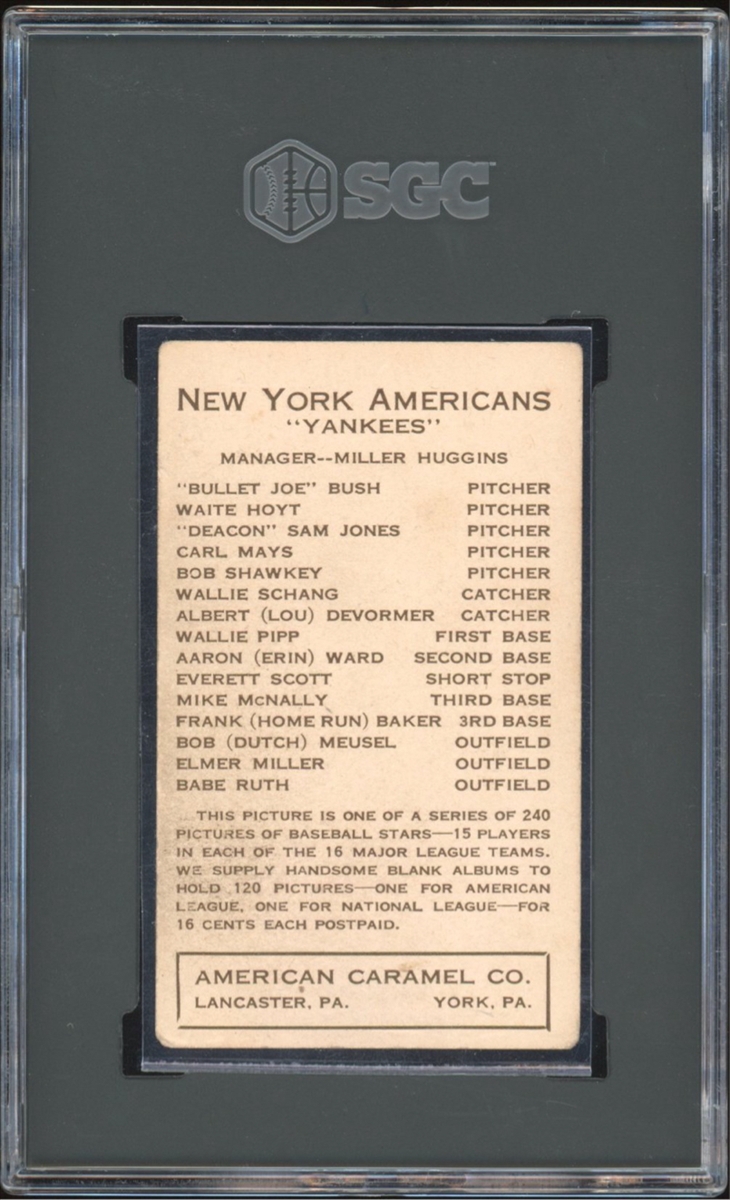 SGC
NEW YORK AMERICANS
"YANKEES"
MANAGER--MILLER HUGGINS
"BULLET JOE" BUSH PITCHER
WAITE HOYT PITCHER
"DEACON" SAM JONES PITCHER
CARL MAYS PITCHER
BOB SHAWKEY PITCHER
WALLIE SCHANG CATCHER
ALBERT (LOU) DEVORMER CATCHER
WALLIE PIPP FIRST BASE
AARON (ERIN) WARD SECOND BASE
EVERETT SCOTT SHORT STOP
MIKE McNALLY THIRD BASE
FRANK (HOME RUN) BAKER 3RD BASE
BOB (DUTCH) MEUSEL OUTFIELD
ELMER MILLER OUTFIELD
BABE RUTH OUTFIELD
THIS PICTURE IS ONE OF A SERIES OF 240
PICTURES OF BASEBALL STARS—15 PLAYERS
IN EACH OF THE 16 MAJOR LEAGUE TEAMS.
WE SUPPLY HANDSOME BLANK ALBUMS TO
HOLD 120 PICTURES—ONE FOR AMERICAN
LEAGUE, ONE FOR NATIONAL LEAGUE—FOR
16 CENTS EACH POSTPAID.
AMERICAN CARAMEL CO.
LANCASTER, PA. YORK, PA.